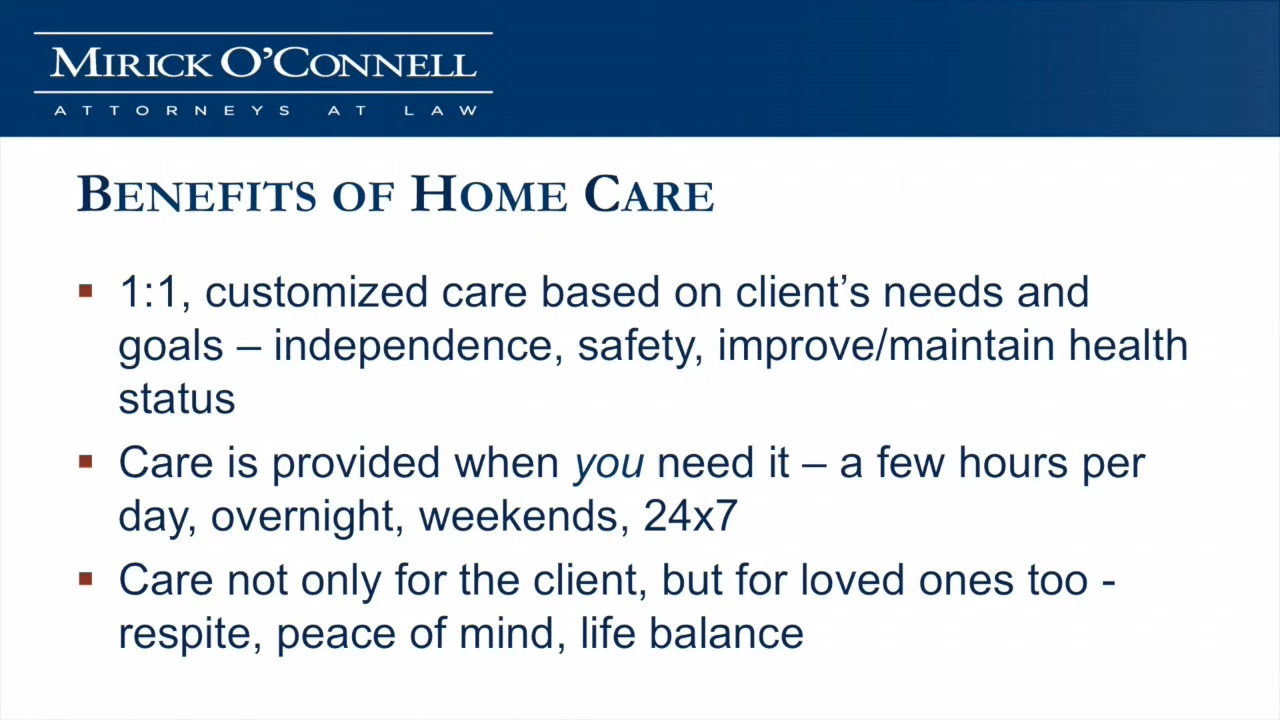 MIRICK O'CONNELL
ATTORNEYS AT LAW
BENEFITS OF HOME CARE
▪ 1:1, customized care based on client’s needs and
goals – independence, safety, improve/maintain health
status
▪ Care is provided when you need it – a few hours per
day, overnight, weekends, 24x7
▪ Care not only for the client, but for loved ones too -
respite, peace of mind, life balance